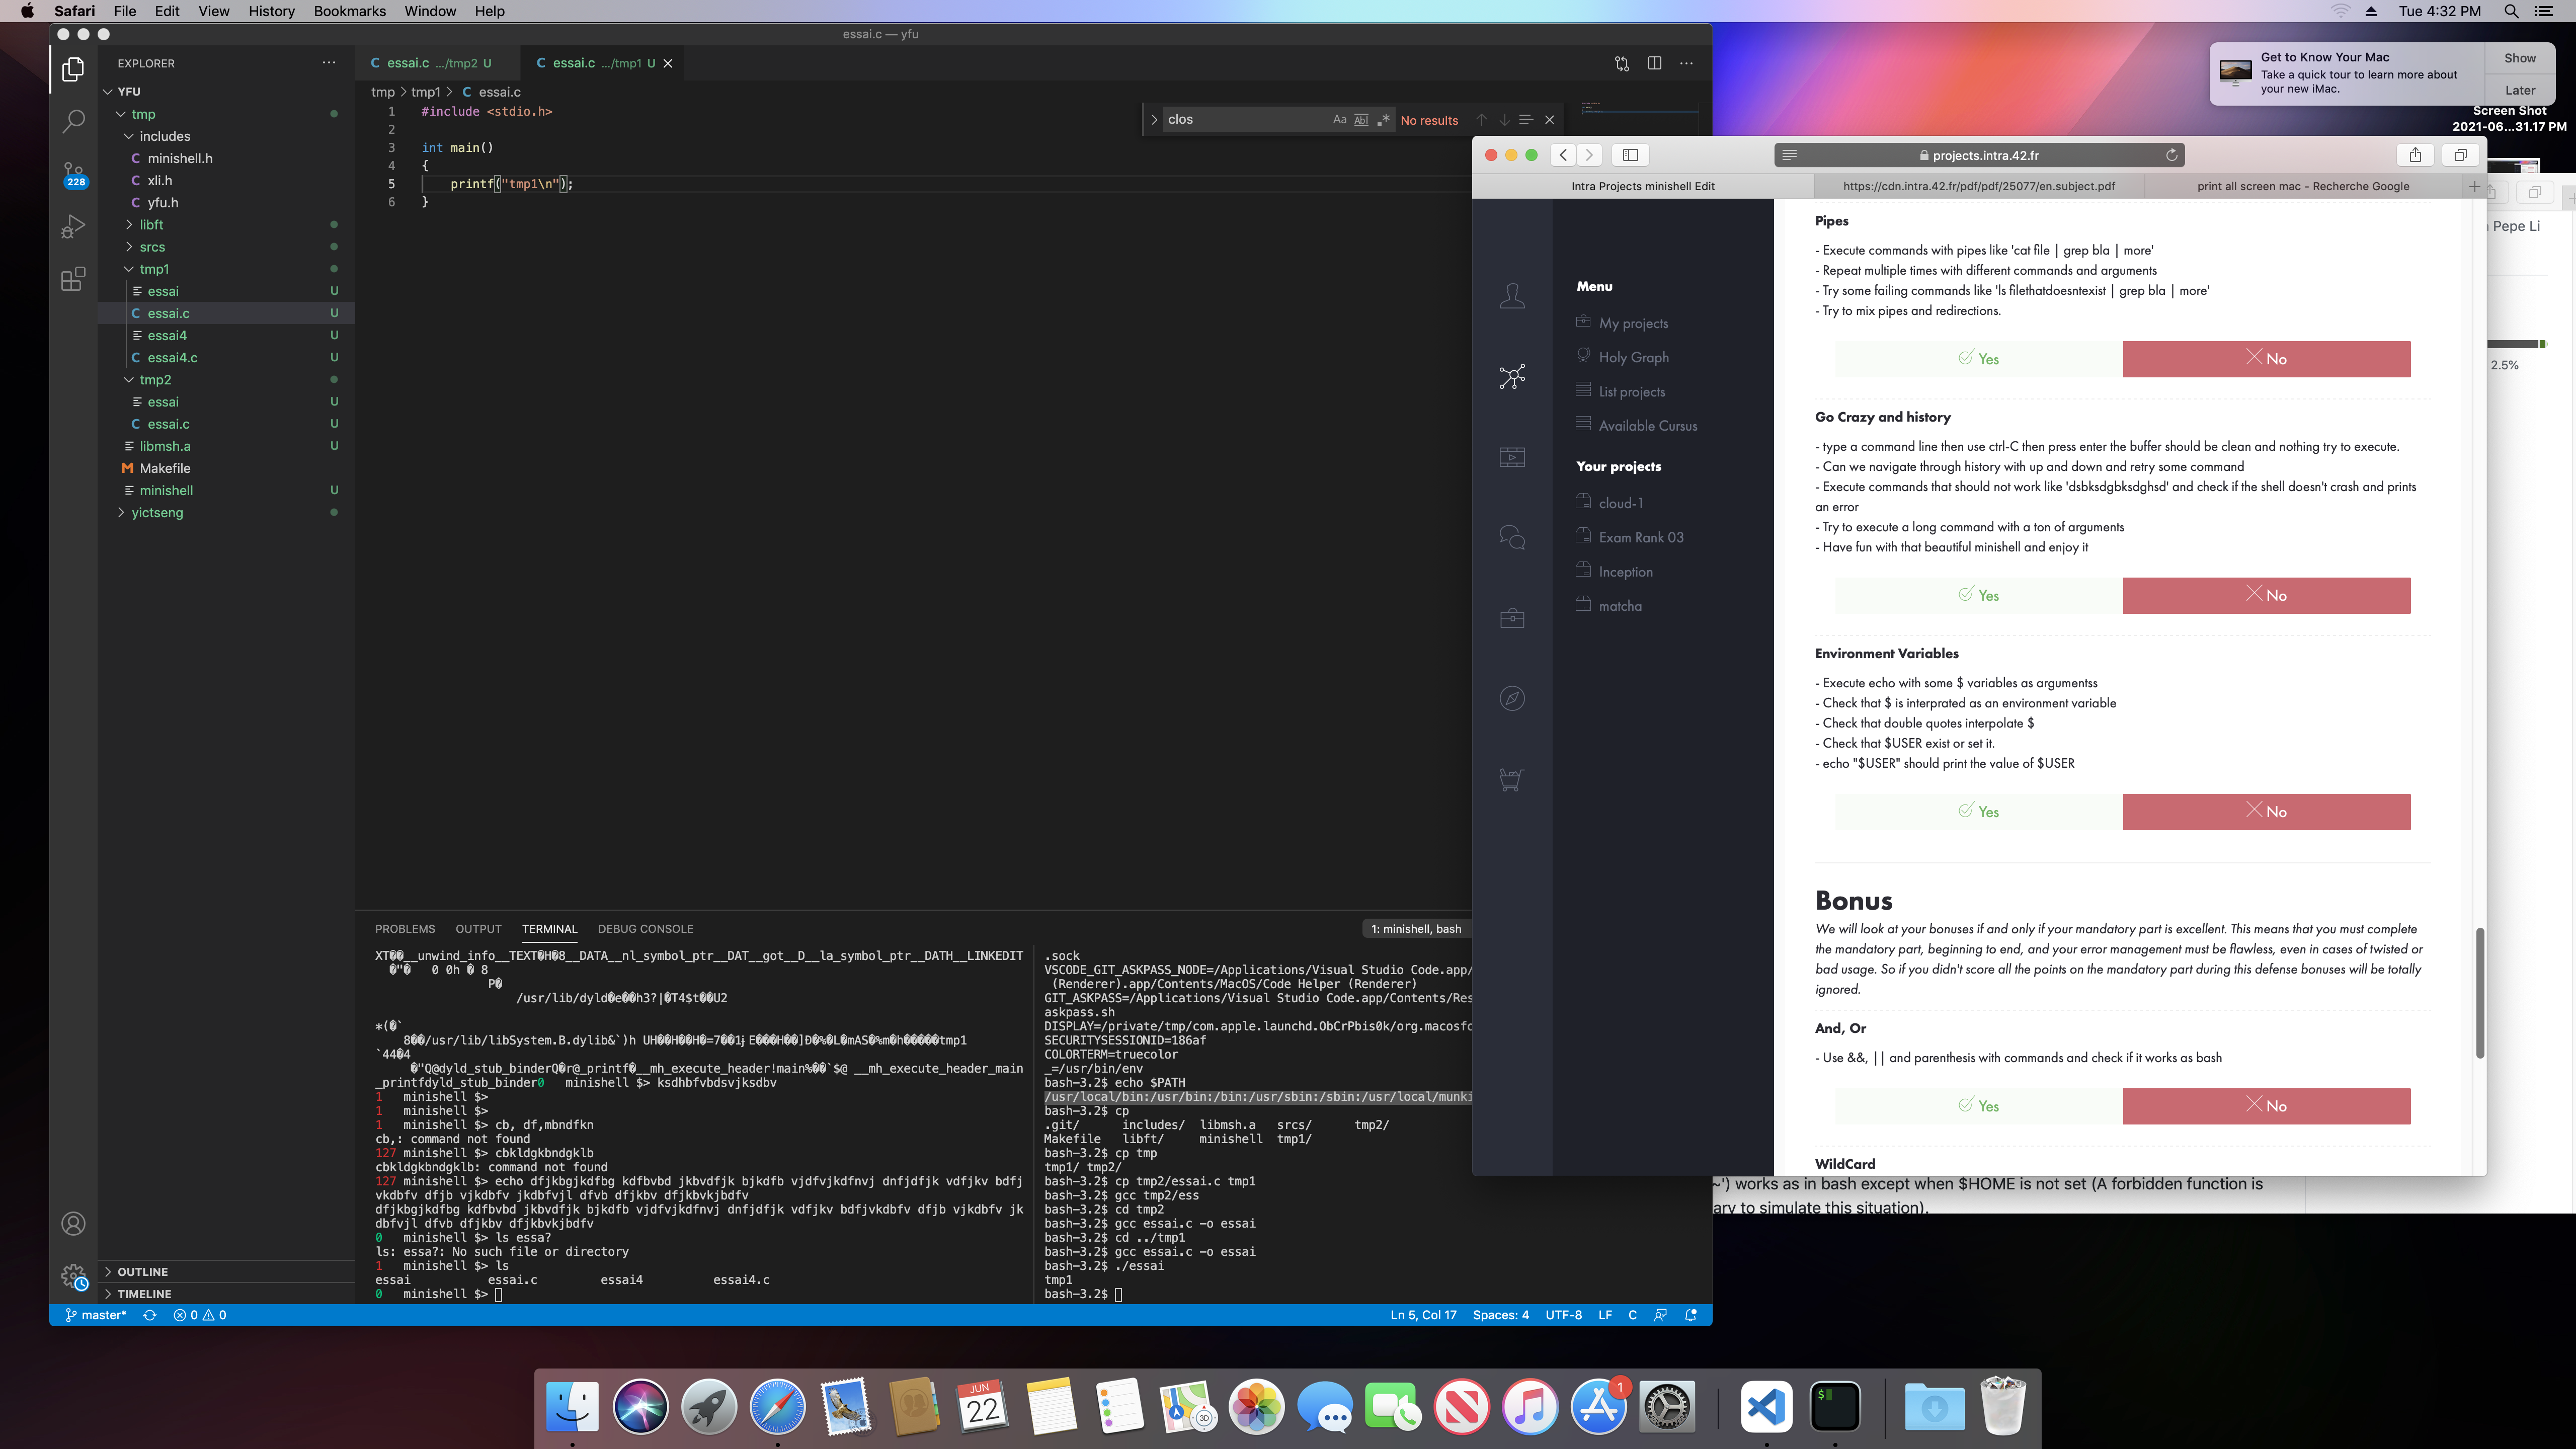 Safari File Edit View History Bookmarks Window Help
Tue 4:32 PM
essai.c — yfu
EXPLORER
YFU
tmp
includes
C minishell.h
C xli.h
C yfu.h
libft
srcs
tmp1
essai U
C essai.c U
essai4 U
C essai4.c U
tmp2
essai U
C essai.c U
libmsh.a U
M Makefile
minishell U
yictseng
OUTLINE
TIMELINE
228
C essai.c .../tmp2 U
C essai.c .../tmp1 U
tmp > tmp1 > C essai.c
1 #include <stdio.h>
2
3 int main()
4 {
5 printf("tmp1\n");
6 }
clos Aa Abl .* No results
PROBLEMS OUTPUT TERMINAL DEBUG CONSOLE
1: minishell, bash
XT��__unwind_info__TEXT�H�8__DATA__nl_symbol_ptr__DAT__got__D__la_symbol_ptr__DATH__LINKEDIT
�"� 0 0h � 8
P�
/usr/lib/dyld�e��h3?|�T4$t��U2
*(�`
8��/usr/lib/libSystem.B.dylib&`)h
`44�4
�"Q@dyld_stub_binderQ�r@_printf�__mh_execute_header!main%��`$@ __mh_execute_header_main
_printfdyld_stub_binder0 minishell $> ksdhbfvbdsvjksdbv
1 minishell $>
1 minishell $>
1 minishell $> cb, df,mbndfkn
cb,: command not found
127 minishell $> cbkldgkbndgklb
cbkldgkbndgklb: command not found
127 minishell $> echo dfjkbgjkdfbg kdfbvbd jkbvdfjk bjkdfb vjdfvjkdfnvj dnfjdfjk vdfjkv bdfj
vkdbfv dfjb vjkdbfv jkdbfvjl dfvb dfjkbv dfjkbvkjbdfv
dfjkbgjkdfbg kdfbvbd jkbvdfjk bjkdfb vjdfvjkdfnvj dnfjdfjk vdfjkv bdfjvkdbfv dfjb vjkdbfv jk
dbfvjl dfvb dfjkbv dfjkbvkjbdfv
0 minishell $> ls essa?
ls: essa?: No such file or directory
1 minishell $> ls
essai essai.c essai4 essai4.c
0 minishell $>
.sock
VSCODE_GIT_ASKPASS_NODE=/Applications/Visual Studio Code.app/
(Renderer).app/Contents/MacOS/Code Helper (Renderer)
GIT_ASKPASS=/Applications/Visual Studio Code.app/Contents/Res
askpass.sh
DISPLAY=/private/tmp/com.apple.launchd.ObCrPbis0k/org.macosfo
SECURITYSESSIONID=186af
COLORTERM=truecolor
_=/usr/bin/env
bash-3.2$ echo $PATH
/usr/local/bin:/usr/bin:/bin:/usr/sbin:/sbin:/usr/local/munki
bash-3.2$ cp
.git/ includes/ libmsh.a srcs/ tmp2/
Makefile libft/ minishell tmp1/
bash-3.2$ cp tmp
tmp1/ tmp2/
bash-3.2$ cp tmp2/essai.c tmp1
bash-3.2$ gcc tmp2/ess
bash-3.2$ cd tmp2
bash-3.2$ gcc essai.c -o essai
bash-3.2$ cd ../tmp1
bash-3.2$ gcc essai.c -o essai
bash-3.2$ ./essai
tmp1
bash-3.2$
master* 0 0
Ln 5, Col 17 Spaces: 4 UTF-8 LF C
Get to Know Your Mac
Take a quick tour to learn more about
your new iMac.
Show
Later
Screen Shot
2021-06...31.17 PM
projects.intra.42.fr
Intra Projects minishell Edit
https://cdn.intra.42.fr/pdf/pdf/25077/en.subject.pdf
print all screen mac - Recherche Google
Menu
My projects
Holy Graph
List projects
Available Cursus
Your projects
cloud-1
Exam Rank 03
Inception
matcha
Pipes
- Execute commands with pipes like 'cat file | grep bla | more'
- Repeat multiple times with different commands and arguments
- Try some failing commands like 'ls filethatdoesntexist | grep bla | more'
- Try to mix pipes and redirections.
Yes No
Go Crazy and history
- type a command line then use ctrl-C then press enter the buffer should be clean and nothing try to execute.
- Can we navigate through history with up and down and retry some command
- Execute commands that should not work like 'dsbksdgbksdghsd' and check if the shell doesn't crash and prints
an error
- Try to execute a long command with a ton of arguments
- Have fun with that beautiful minishell and enjoy it
Yes No
Environment Variables
- Execute echo with some $ variables as argumentss
- Check that $ is interprated as an environment variable
- Check that double quotes interpolate $
- Check that $USER exist or set it.
- echo "$USER" should print the value of $USER
Yes No
Bonus
We will look at your bonuses if and only if your mandatory part is excellent. This means that you must complete
the mandatory part, beginning to end, and your error management must be flawless, even in cases of twisted or
bad usage. So if you didn't score all the points on the mandatory part during this defense bonuses will be totally
ignored.
And, Or
- Use &&, || and parenthesis with commands and check if it works as bash
Yes No
WildCard
Pepe Li
2.5%
~') works as in bash except when $HOME is not set (A forbidden function is
ary to simulate this situation).
JUN
22
3D
1
$